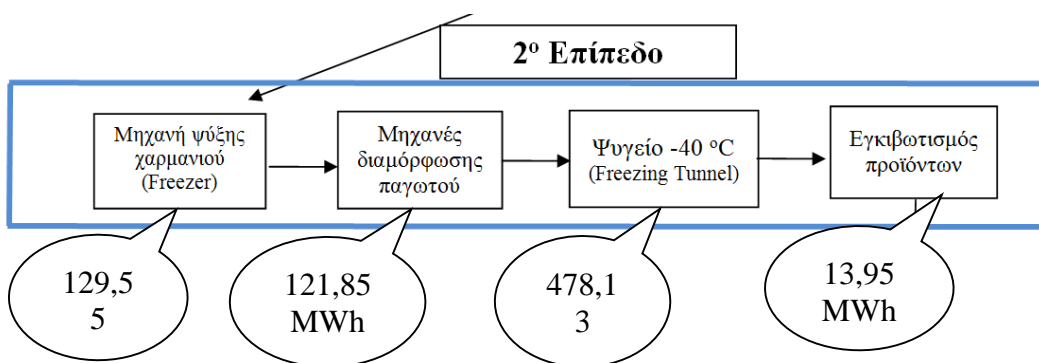 2ο Επίπεδο
Μηχανή ψύξης
χαρμανιού
(Freezer)
Μηχανές
διαμόρφωσης
παγωτού
Ψυγείο -40 °C
(Freezing Tunnel)
Εγκιβωτισμός
προϊόντων
129,5
5
121,85
MWh
478,1
3
13,95
MWh